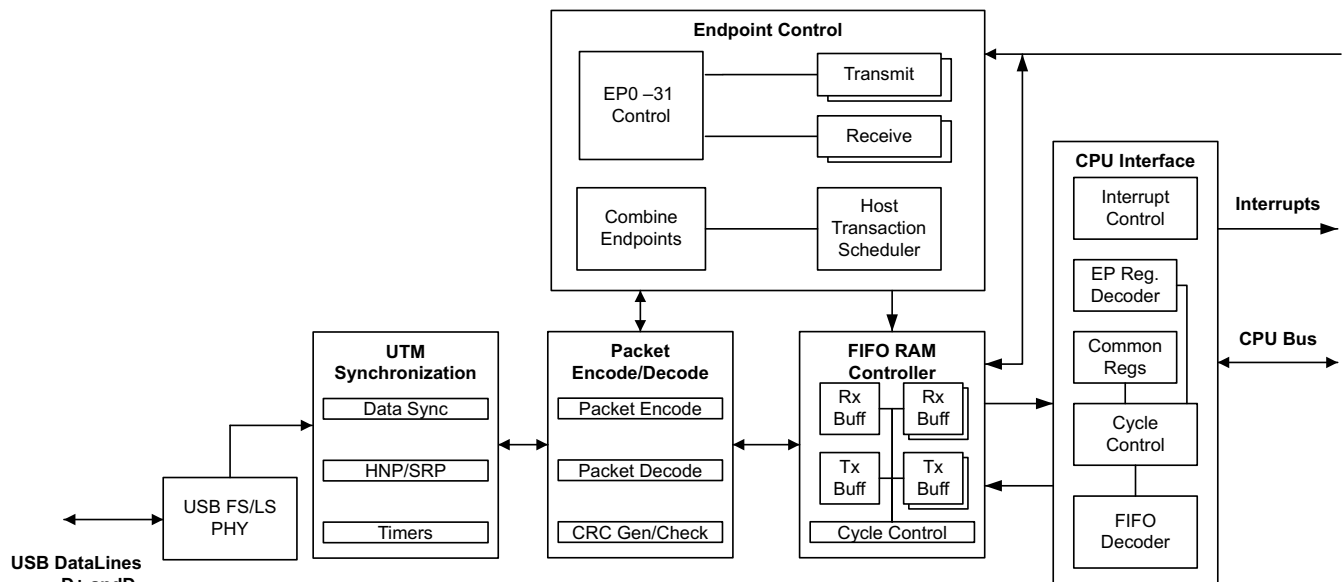 Endpoint Control
EP0 –31
Control
Transmit
Receive
Combine
Endpoints
Host
Transaction
Scheduler
CPU Interface
Interrupt
Control
Interrupts
EP Reg.
Decoder
Common
Regs
CPU Bus
Cycle
Control
FIFO
Decoder
UTM
Synchronization
Data Sync
HNP/SRP
Timers
Packet
Encode/Decode
Packet Encode
Packet Decode
CRC Gen/Check
FIFO RAM
Controller
Rx
Buff
Rx
Buff
Tx
Buff
Tx
Buff
Cycle Control
USB FS/LS
PHY
USB DataLines